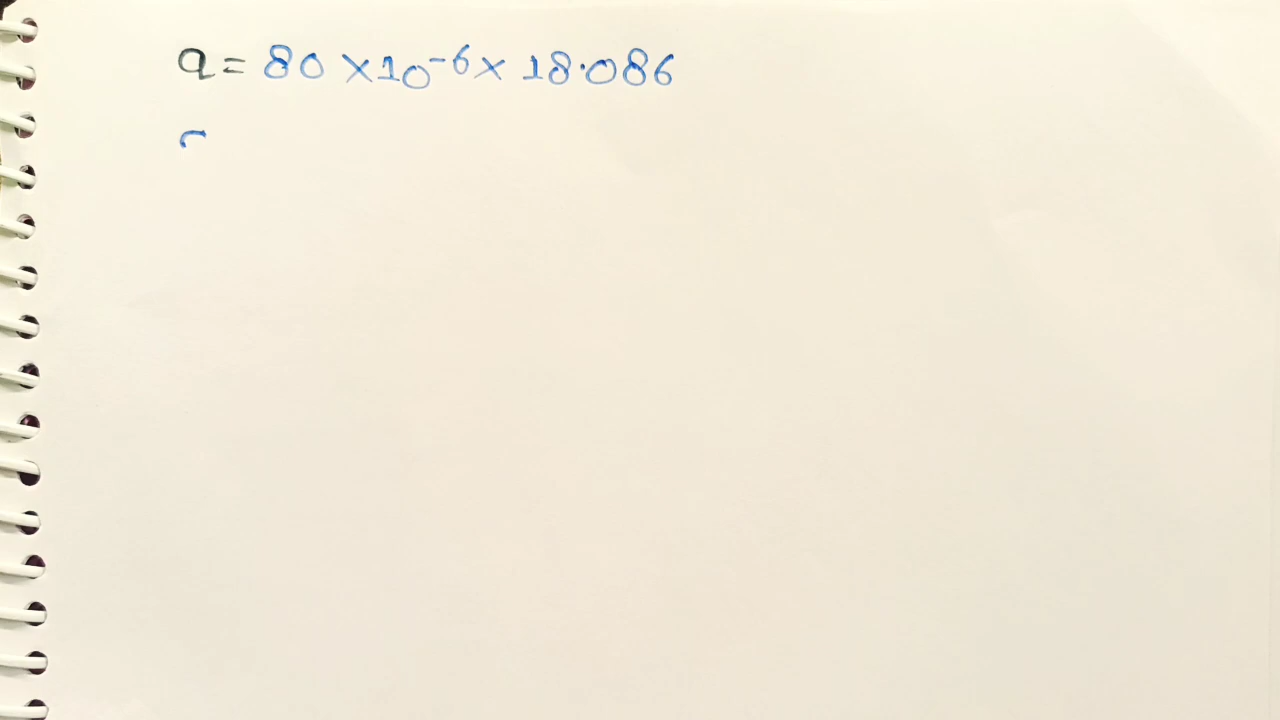 q = 80 × 10⁻⁶ × 18.086